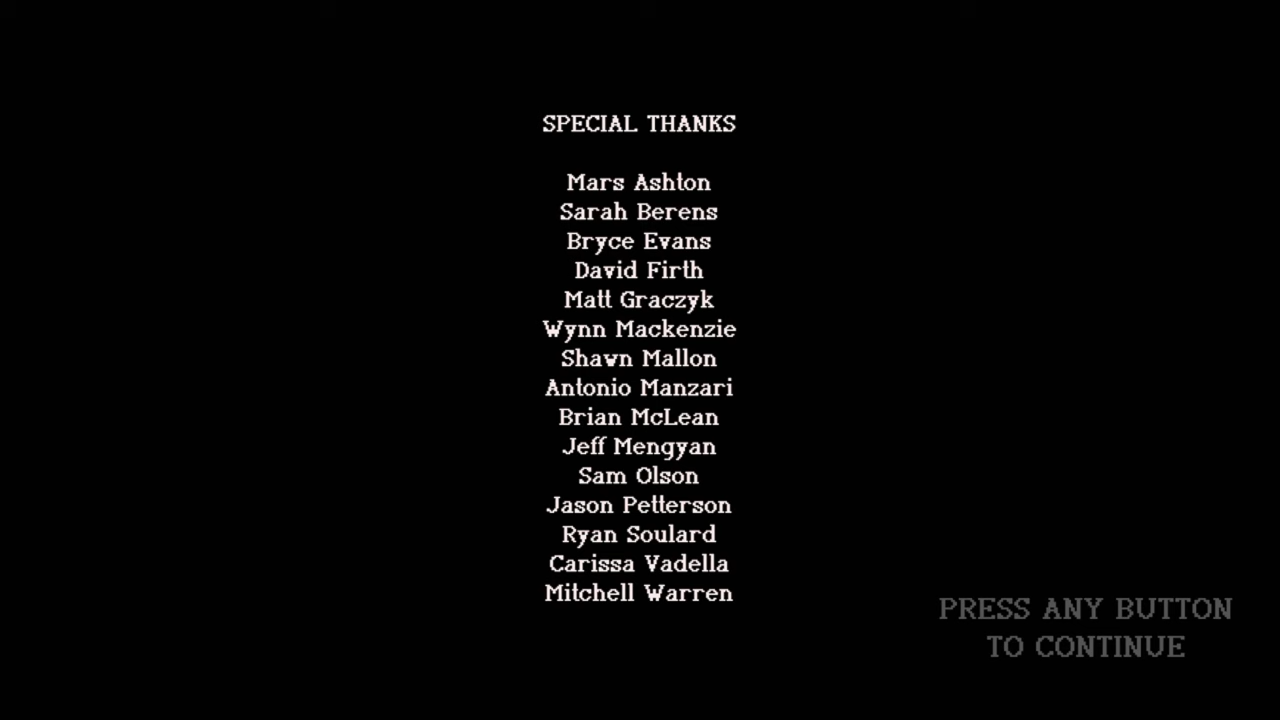 SPECIAL THANKS
Mars Ashton
Sarah Berens
Bryce Evans
David Firth
Matt Graczyk
Wynn Mackenzie
Shawn Mallon
Antonio Manzari
Brian McLean
Jeff Mengyan
Sam Olson
Jason Petterson
Ryan Soulard
Carissa Vadella
Mitchell Warren
PRESS ANY BUTTON
TO CONTINUE